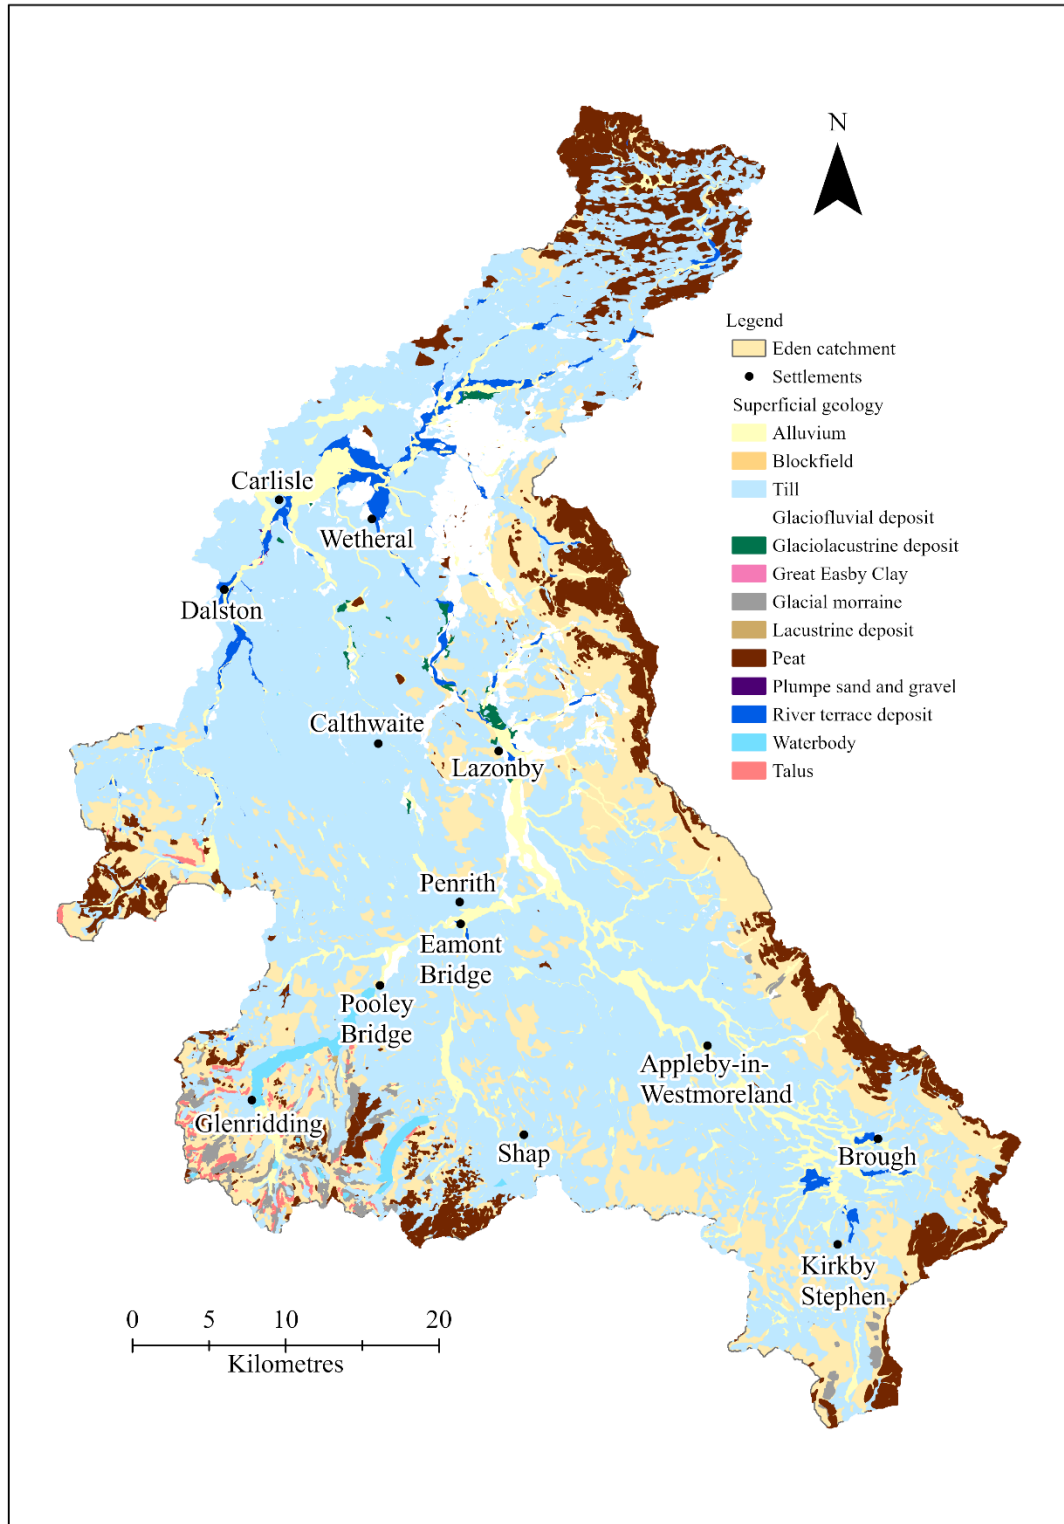 N
Legend
Eden catchment
Settlements
Superficial geology
Alluvium
Blockfield
Till
Glaciofluvial deposit
Glaciolacustrine deposit
Great Easby Clay
Glacial morraine
Lacustrine deposit
Peat
Plumpe sand and gravel
River terrace deposit
Waterbody
Talus
Carlisle
Wetheral
Dalston
Calthwaite
Lazonby
Penrith
Eamont
Bridge
Pooley
Bridge
Appleby-in-
Westmoreland
Glenridding
Shap
Brough
Kirkby
Stephen
0 5 10 20
Kilometres